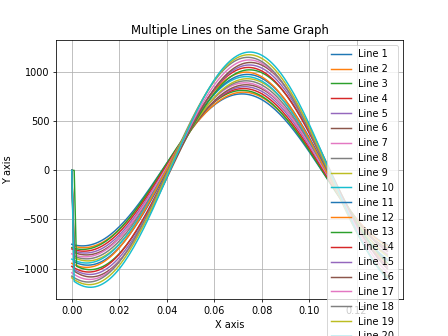 Multiple Lines on the Same Graph
Y axis
1000
500
0
−500
−1000
0.00
0.02
0.04
0.06
0.08
0.10
X axis
Line 1
Line 2
Line 3
Line 4
Line 5
Line 6
Line 7
Line 8
Line 9
Line 10
Line 11
Line 12
Line 13
Line 14
Line 15
Line 16
Line 17
Line 18
Line 19
Line 20